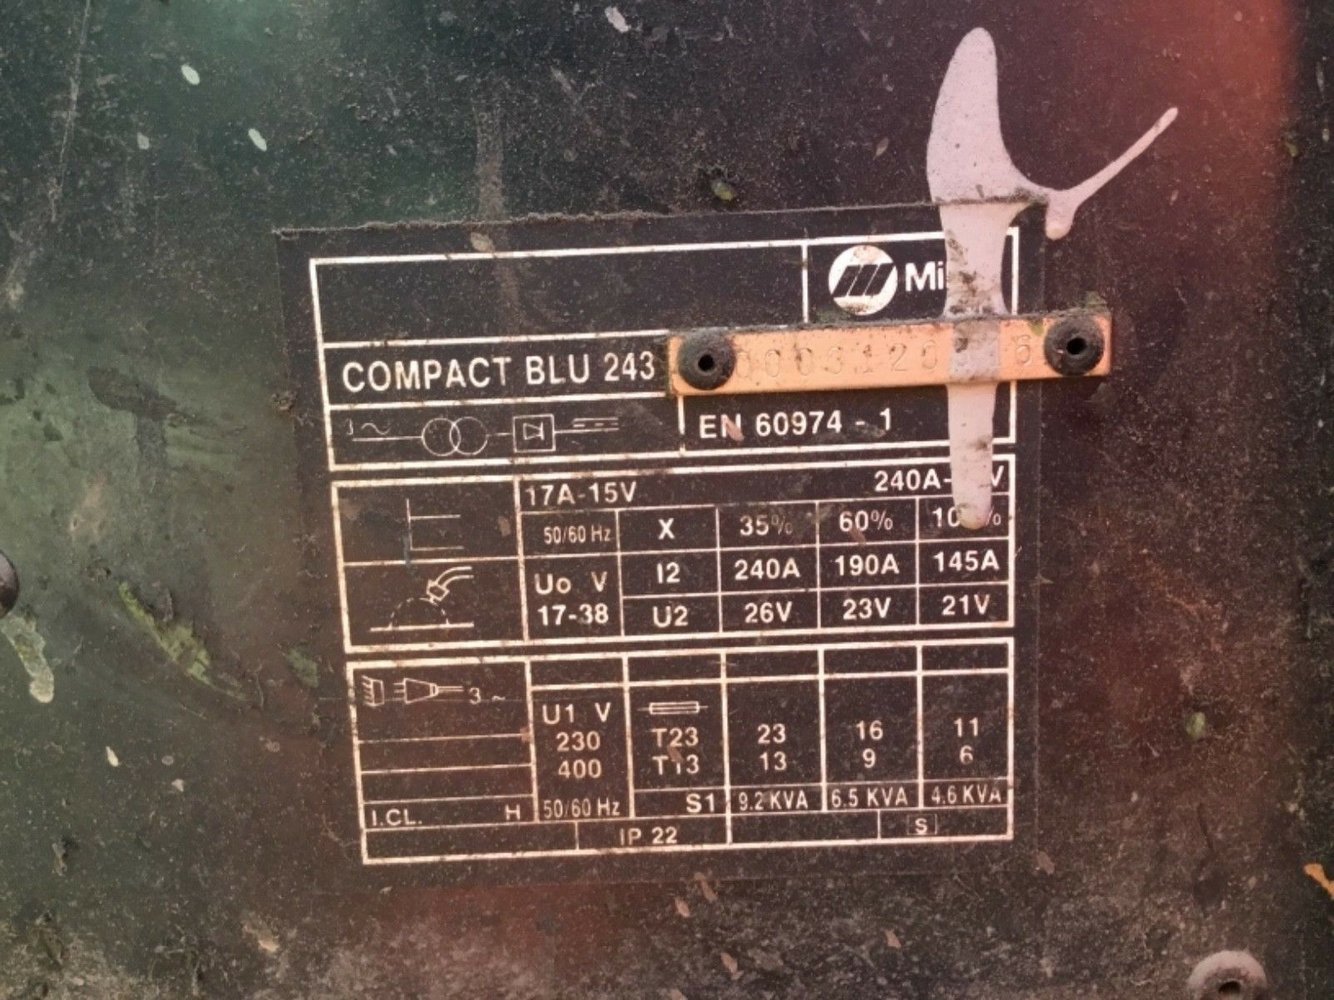 Mi
COMPACT BLU 243
EN 60974 - 1
17A-15V 240A-
50/60 Hz X 35% 60%
I2 240A 190A 145A
Uo V
17-38 U2 26V 23V 21V
3 ~
U1 V
230 T23 23 16 11
400 T13 13 9 6
I.CL. H 50/60 Hz S1 9.2 KVA 6.5 KVA 4.6 KVA
IP 22 S